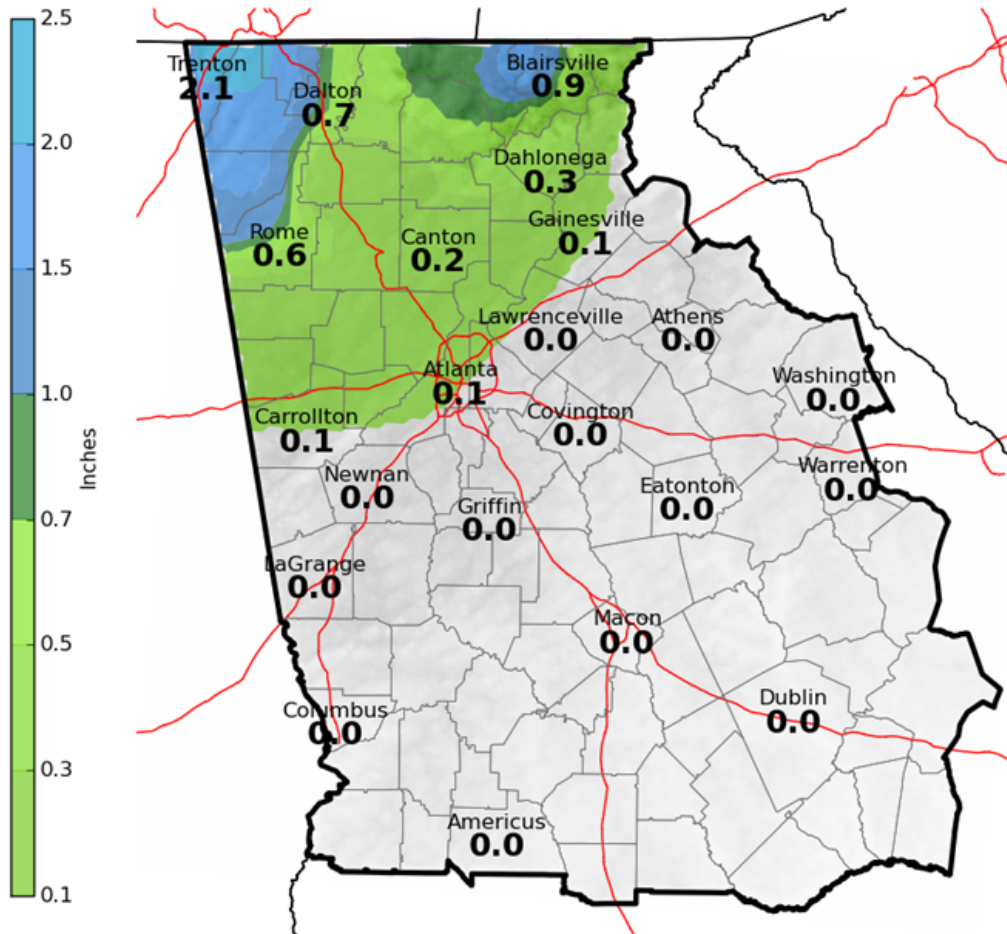 2.5
2.0
1.5
1.0
0.7
0.5
0.3
0.1
Inches
Trenton
2.1
Dalton
0.7
Blairsville
0.9
Dahlonega
0.3
Rome
0.6
Canton
0.2
Gainesville
0.1
Lawrenceville
0.0
Athens
0.0
Atlanta
0.1
Washington
0.0
Carrollton
0.1
Covington
0.0
Newnan
0.0
Griffin
0.0
Eatonton
0.0
Warrenton
0.0
LaGrange
0.0
Macon
0.0
Columbus
0.0
Dublin
0.0
Americus
0.0